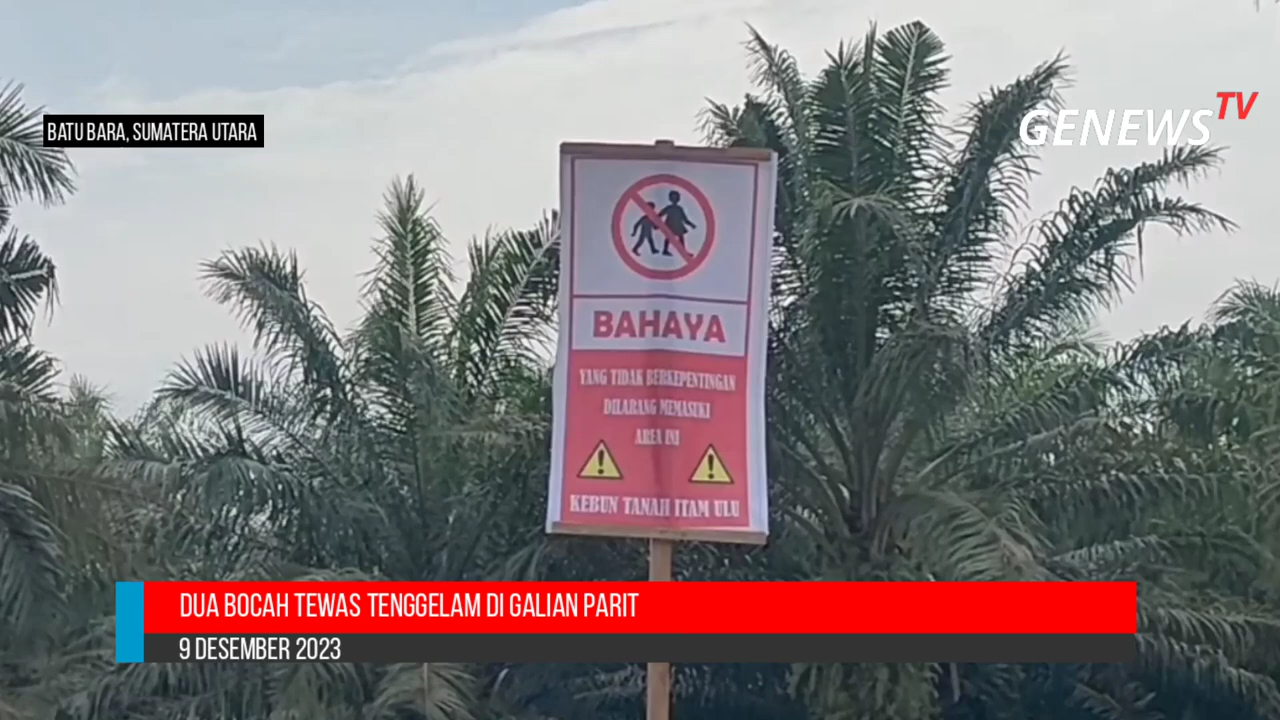 BATU BARA, SUMATERA UTARA
GENEWS TV
BAHAYA
YANG TIDAK BERKEPENTINGAN
DILARANG MEMASUKI
AREA INI
KEBUN TANAH ITAM ULU
DUA BOCAH TEWAS TENGGELAM DI GALIAN PARIT
9 DESEMBER 2023